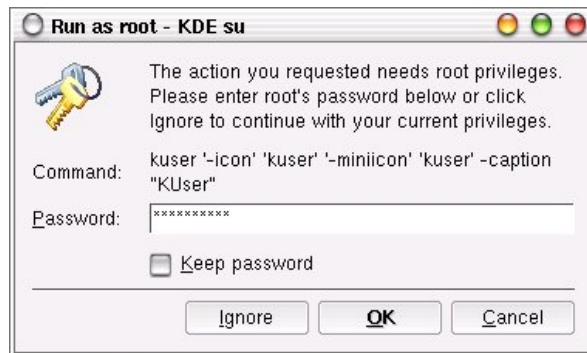 Run as root - KDE su
The action you requested needs root privileges.
Please enter root's password below or click
Ignore to continue with your current privileges.
Command: kuser '-icon' 'kuser' '-miniicon' 'kuser' -caption
"KUser"
Password: **********
Keep password
Ignore OK Cancel